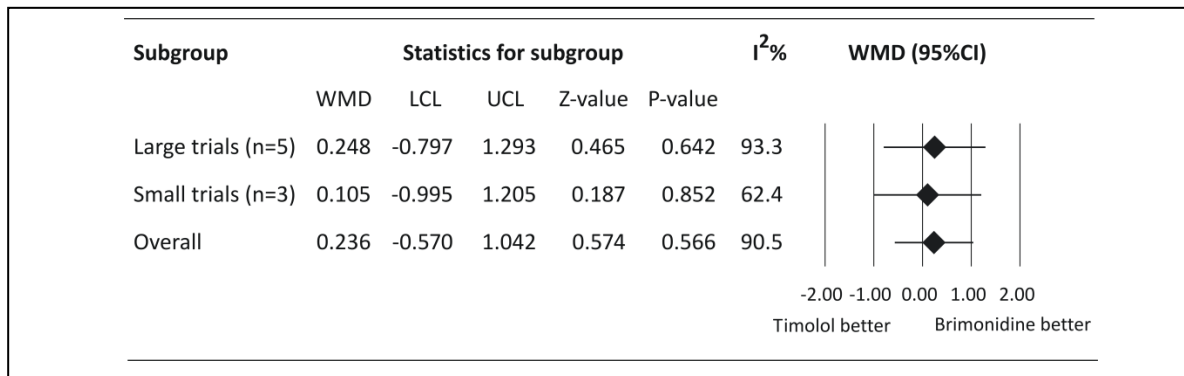 Subgroup Statistics for subgroup I²% WMD (95%CI)
WMD LCL UCL Z-value P-value
Large trials (n=5) 0.248 -0.797 1.293 0.465 0.642 93.3
Small trials (n=3) 0.105 -0.995 1.205 0.187 0.852 62.4
Overall 0.236 -0.570 1.042 0.574 0.566 90.5
-2.00 -1.00 0.00 1.00 2.00
Timolol better Brimonidine better